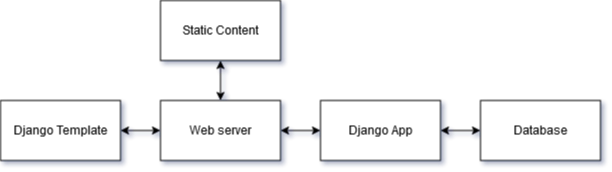 Static Content
Django Template
Web server
Django App
Database